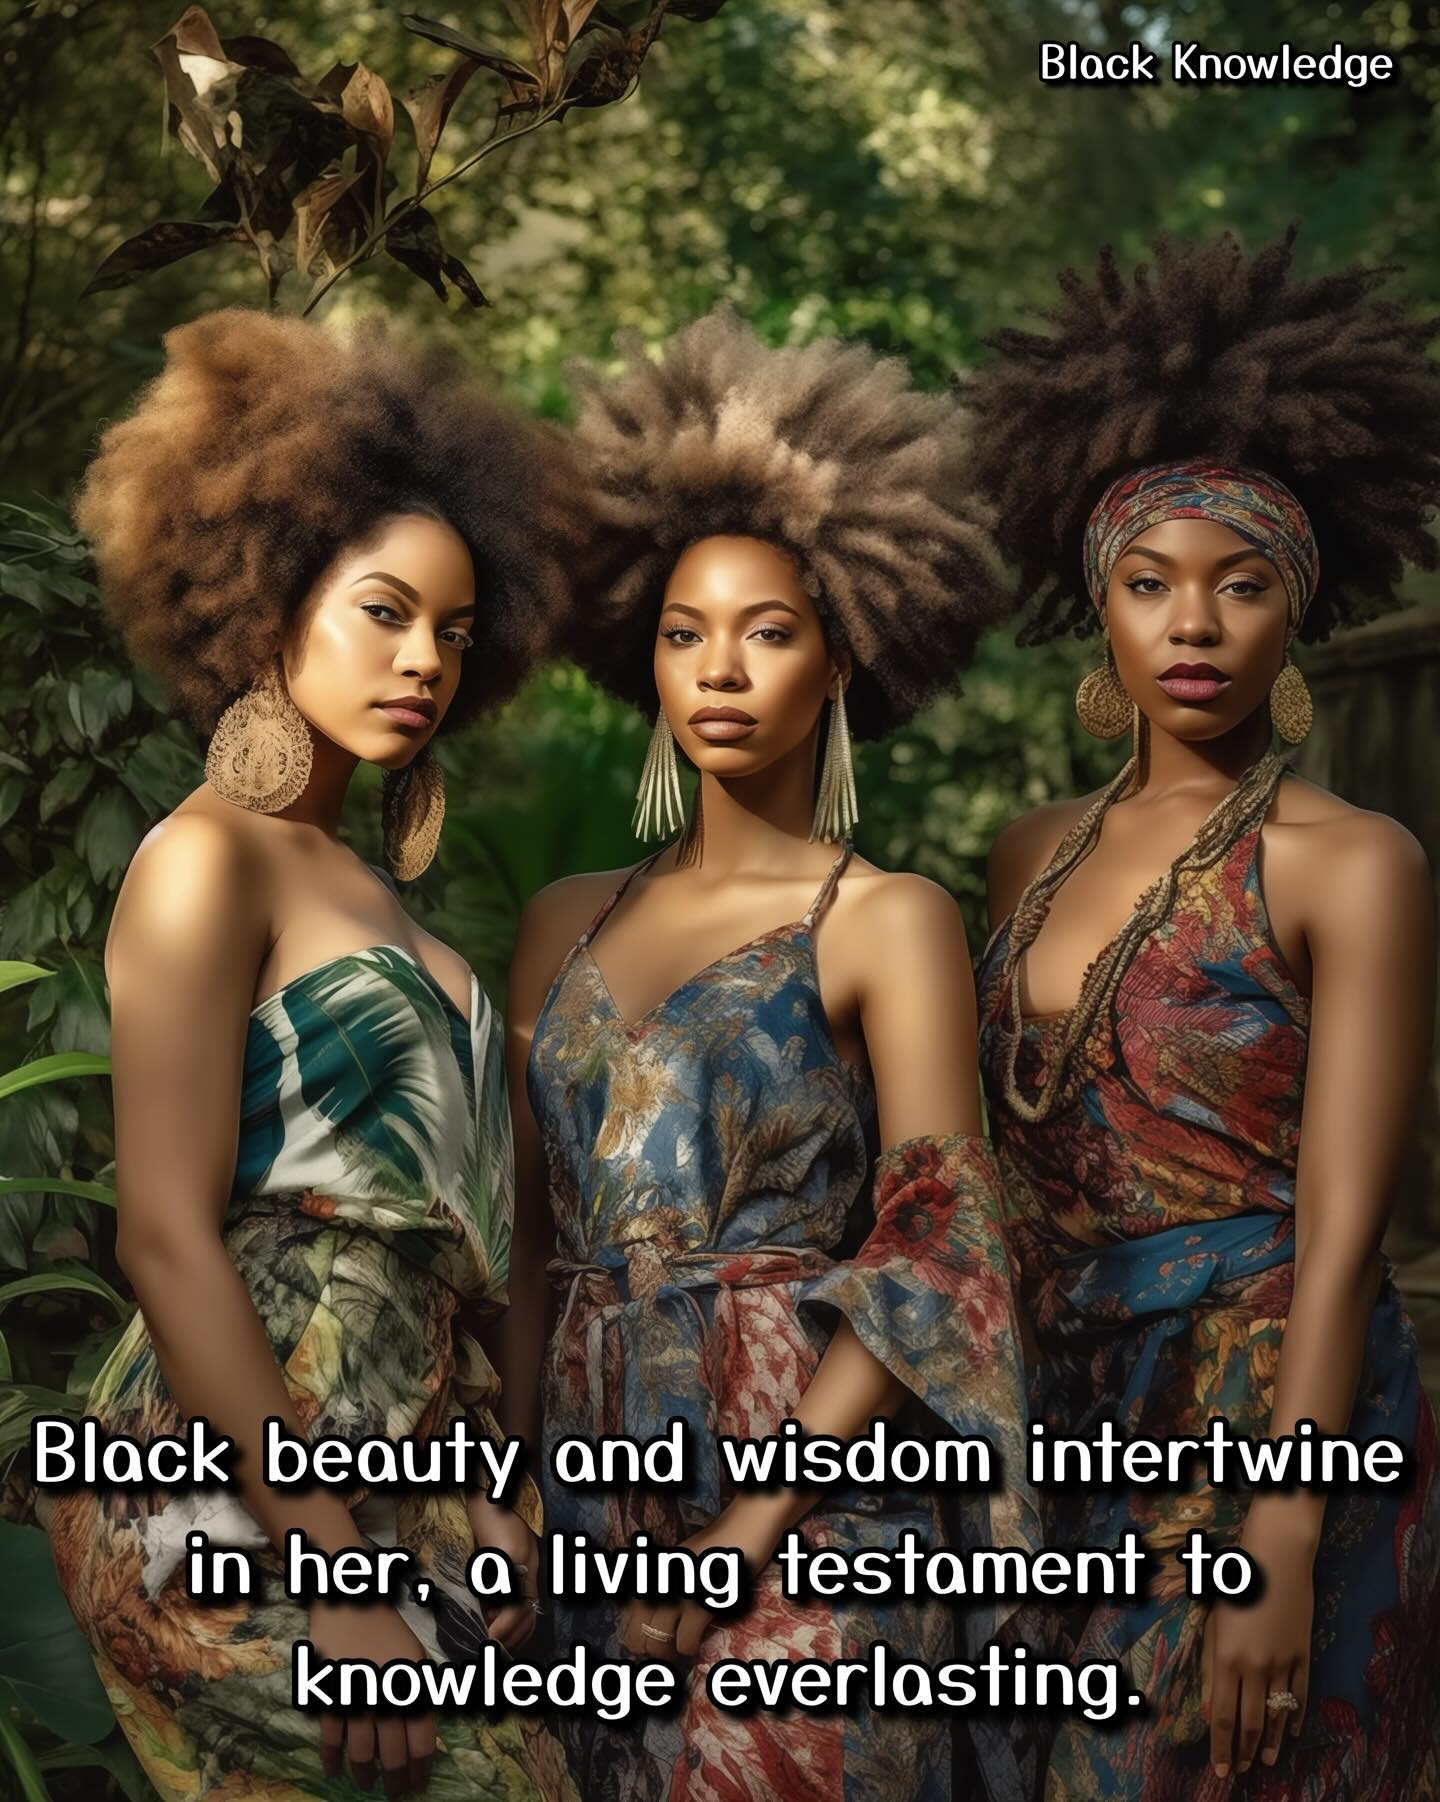 Black Knowledge
Black beauty and wisdom intertwine
in her, a living testament to
knowledge everlasting.